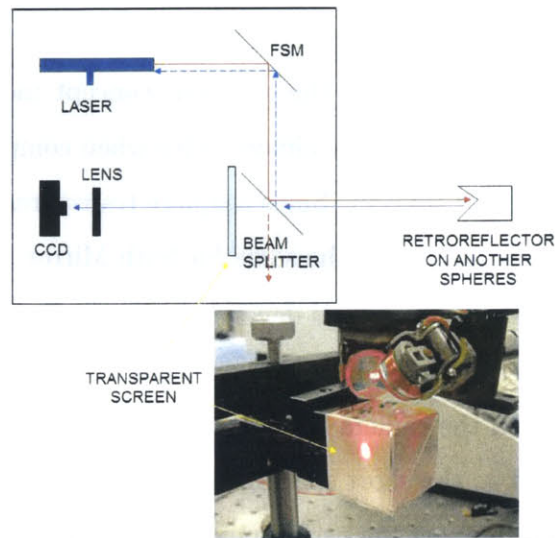 FSM
LASER
LENS
CCD
BEAM
SPLITTER
RETROREFLECTOR
ON ANOTHER
SPHERES
TRANSPARENT
SCREEN